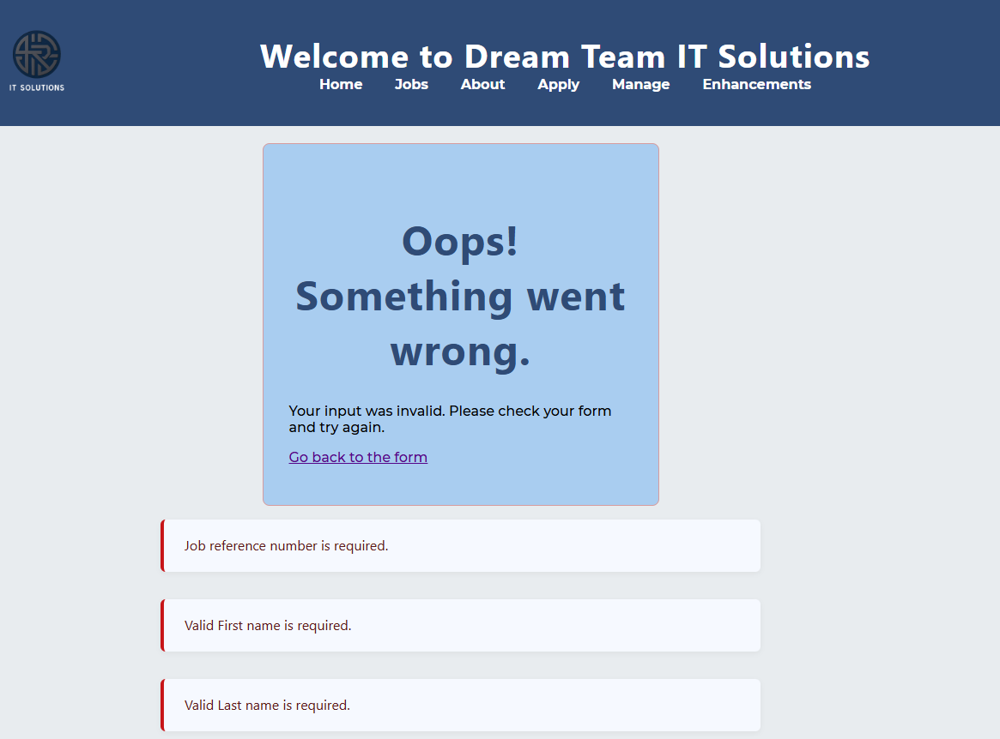 IT SOLUTIONS
Welcome to Dream Team IT Solutions
Home Jobs About Apply Manage Enhancements
Oops!
Something went
wrong.
Your input was invalid. Please check your form
and try again.
Go back to the form
Job reference number is required.
Valid First name is required.
Valid Last name is required.